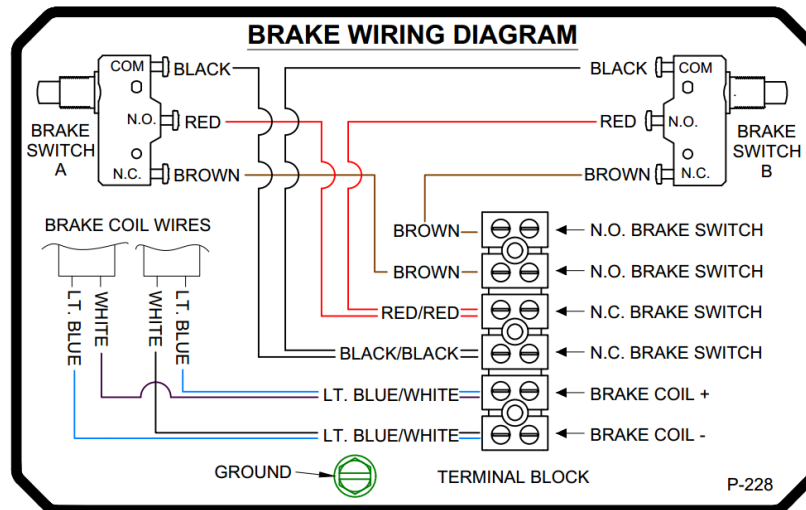 BRAKE WIRING DIAGRAM
COM
BLACK
BLACK
COM
N.O.
RED
RED
N.O.
BRAKE
SWITCH
A
BRAKE
SWITCH
B
N.C.
BROWN
BROWN
N.C.
BRAKE COIL WIRES
BROWN
N.O. BRAKE SWITCH
BROWN
N.O. BRAKE SWITCH
LT. BLUE
WHITE
WHITE
LT. BLUE
RED/RED
N.C. BRAKE SWITCH
BLACK/BLACK
N.C. BRAKE SWITCH
LT. BLUE/WHITE
BRAKE COIL +
LT. BLUE/WHITE
BRAKE COIL -
GROUND
TERMINAL BLOCK
P-228